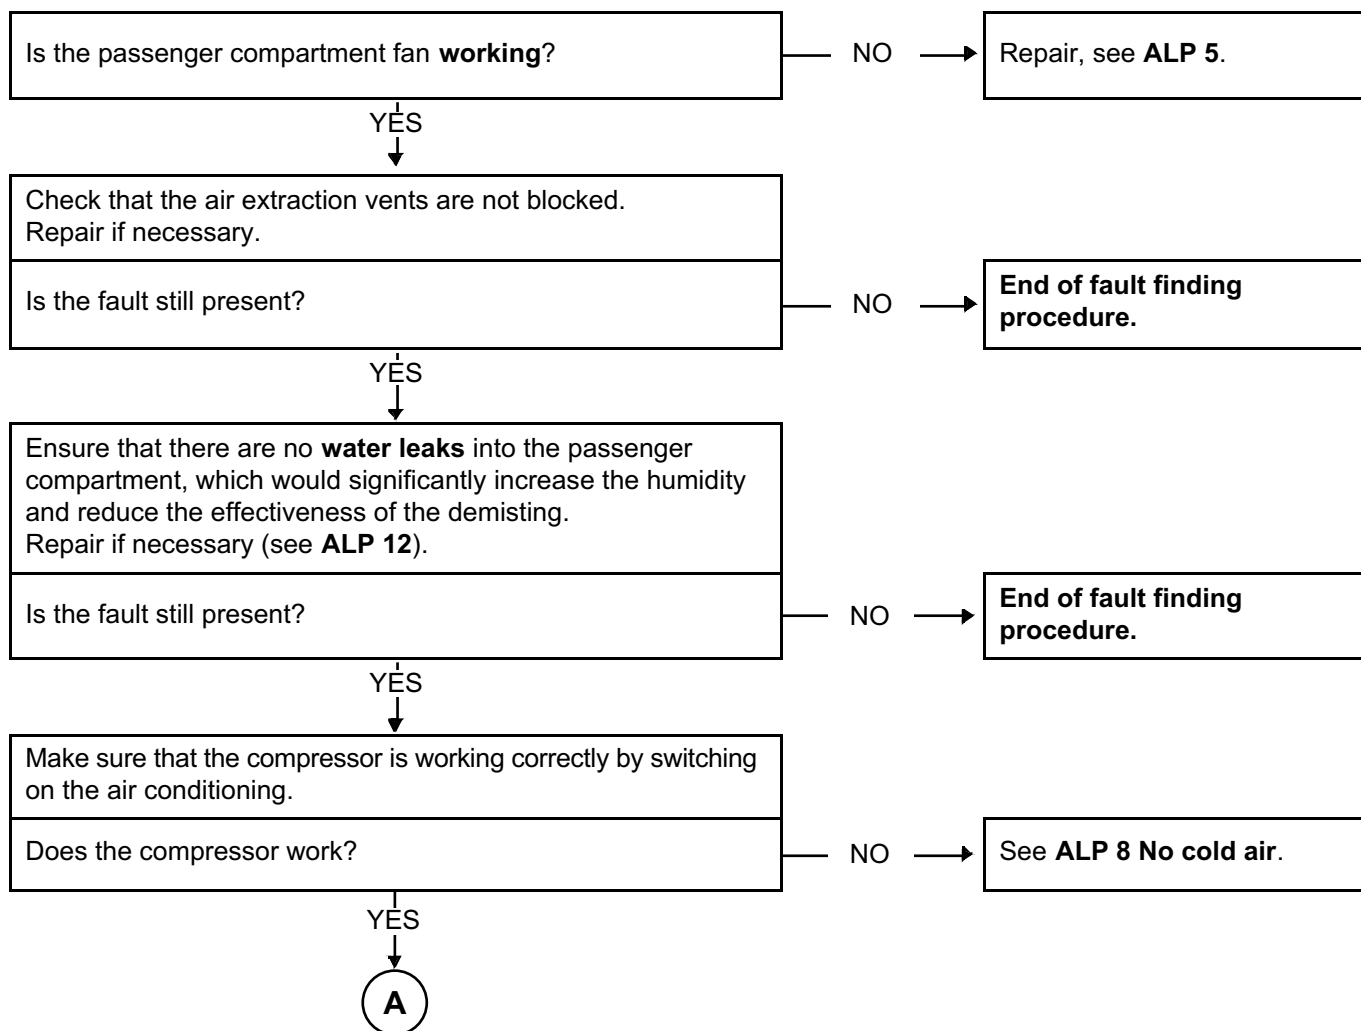 Is the passenger compartment fan working?
NO
Repair, see ALP 5.
YES
Check that the air extraction vents are not blocked.
Repair if necessary.
Is the fault still present?
NO
End of fault finding
procedure.
YES
Ensure that there are no water leaks into the passenger
compartment, which would significantly increase the humidity
and reduce the effectiveness of the demisting.
Repair if necessary (see ALP 12).
Is the fault still present?
NO
End of fault finding
procedure.
YES
Make sure that the compressor is working correctly by switching
on the air conditioning.
Does the compressor work?
NO
See ALP 8 No cold air.
YES
A